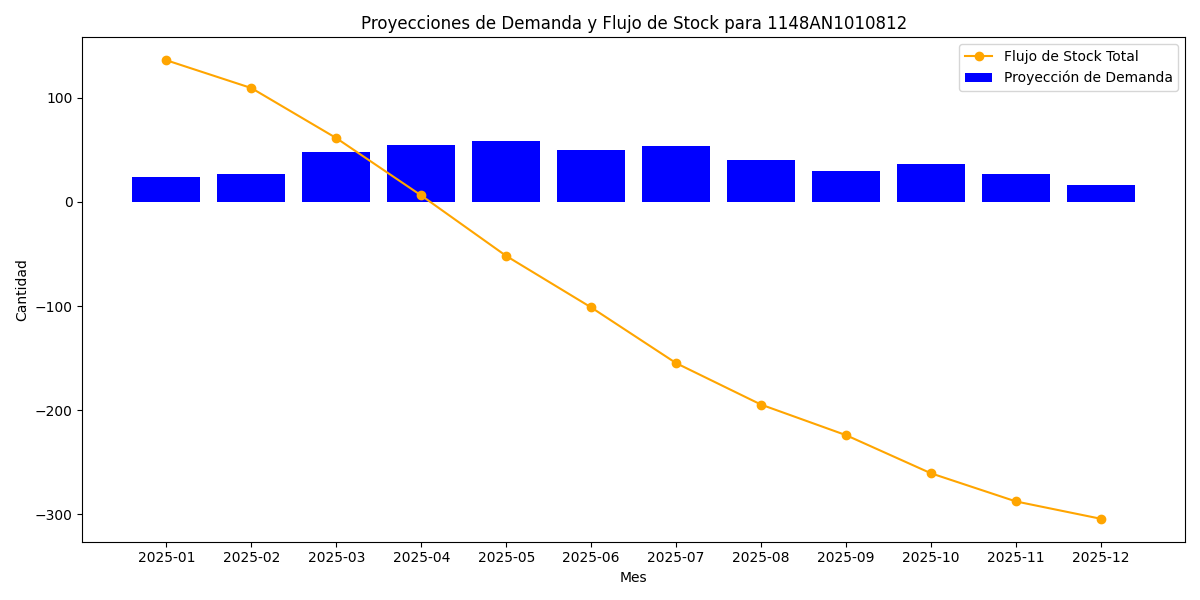 Proyecciones de Demanda y Flujo de Stock para 1148AN1010812
Flujo de Stock Total
Proyección de Demanda
Cantidad
100
0
−100
−200
−300
2025-01 2025-02 2025-03 2025-04 2025-05 2025-06 2025-07 2025-08 2025-09 2025-10 2025-11 2025-12
Mes